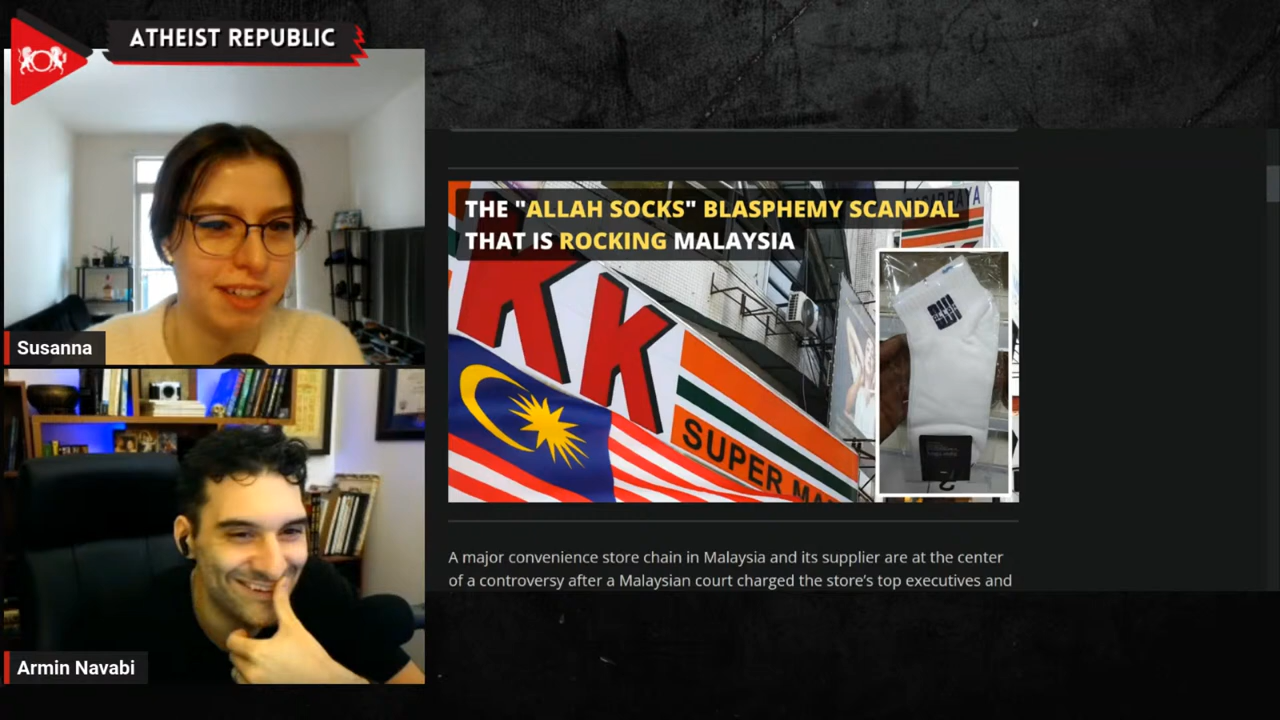 ATHEIST REPUBLIC
Susanna
Armin Navabi
THE "ALLAH SOCKS" BLASPHEMY SCANDAL
THAT IS ROCKING MALAYSIA
KK
SUPER MA
A major convenience store chain in Malaysia and its supplier are at the center
of a controversy after a Malaysian court charged the store's top executives and